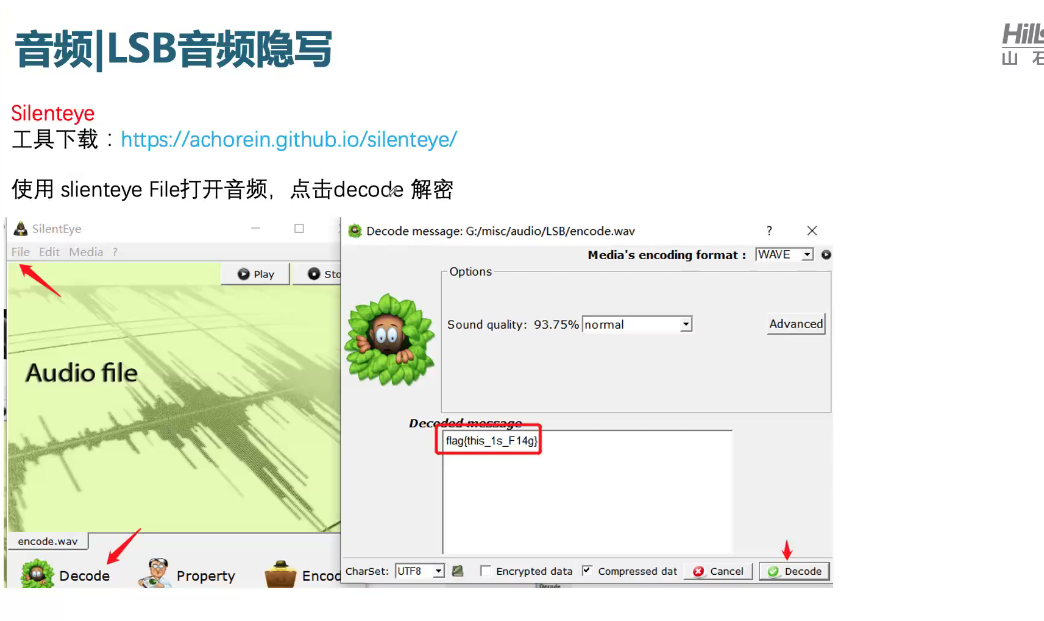 音频|LSB音频隐写
山 石
Silenteye
工具下载：https://achorein.github.io/silenteye/
使用 slienteye File打开音频，点击decode 解密
SilentEye
File Edit Media ?
Play
Audio file
encode.wav
Decode
Property
Decode message: G:/misc/audio/LSB/encode.wav
?
Media's encoding format : WAVE
Options
Sound quality: 93.75% normal
Advanced
Decoded message
flag{this_1s_F14g}
CharSet: UTF8
Encrypted data
Compressed dat
Cancel
Decode